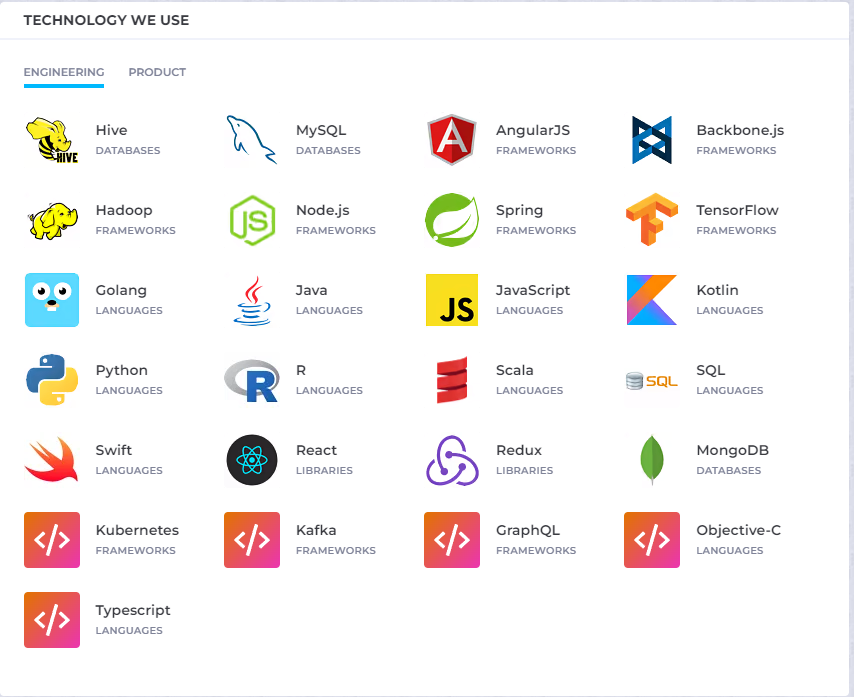 TECHNOLOGY WE USE
ENGINEERING PRODUCT
HIVE
Hive
DATABASES
MySQL
DATABASES
A
AngularJS
FRAMEWORKS
Backbone.js
FRAMEWORKS
Hadoop
FRAMEWORKS
JS
Node.js
FRAMEWORKS
Spring
FRAMEWORKS
TensorFlow
FRAMEWORKS
Golang
LANGUAGES
Java
LANGUAGES
JS
JavaScript
LANGUAGES
Kotlin
LANGUAGES
Python
LANGUAGES
R
R
LANGUAGES
Scala
LANGUAGES
SQL
SQL
LANGUAGES
Swift
LANGUAGES
React
LIBRARIES
Redux
LIBRARIES
MongoDB
DATABASES
</>
Kubernetes
FRAMEWORKS
</>
Kafka
FRAMEWORKS
</>
GraphQL
FRAMEWORKS
</>
Objective-C
LANGUAGES
</>
Typescript
LANGUAGES